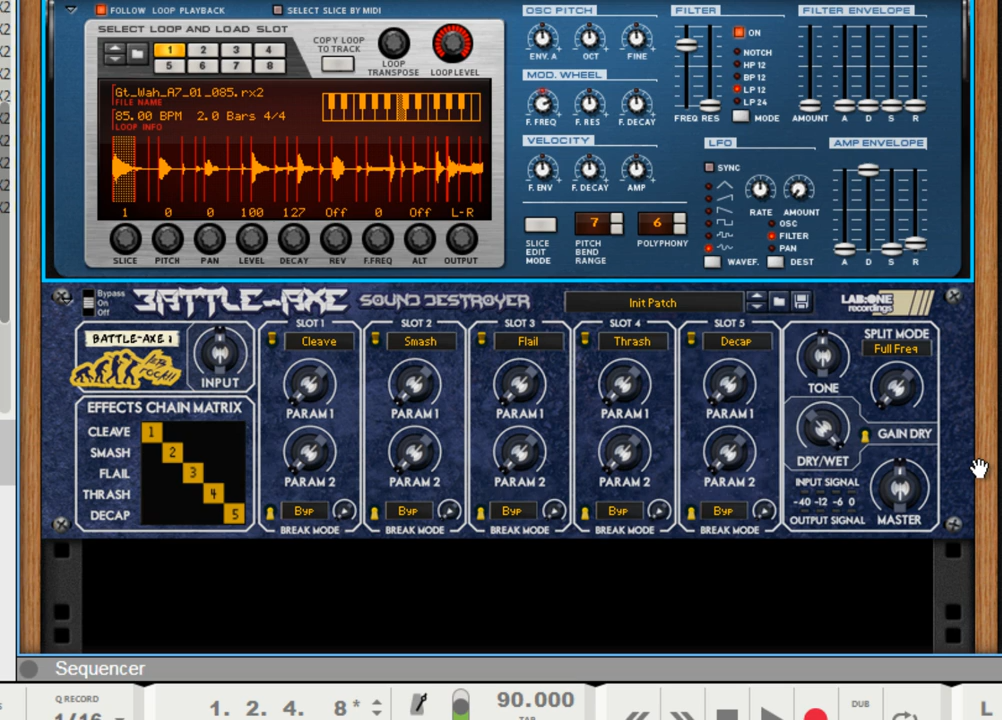 FOLLOW LOOP PLAYBACK
SELECT SLICE BY MIDI
SELECT LOOP AND LOAD SLOT
1 2 3 4
5 6 7 8
COPY LOOP
TO TRACK
LOOP
TRANSPOSE
LOOP LEVEL
Gt_Wah_A7_01_085.rx2
FILE NAME
85.00 BPM 2.0 Bars 4/4
LOOP INFO
1 0 0 100 127 Off 0 Off L-R
SLICE PITCH PAN LEVEL DECAY REV F.FREQ ALT OUTPUT
OSC PITCH
ENV. A OCT FINE
MOD. WHEEL
F. FREQ F. RES F. DECAY
VELOCITY
F. ENV F. DECAY AMP
SLICE
EDIT
MODE
7
PITCH
BEND
RANGE
6
POLYPHONY
FILTER
ON
NOTCH
HP 12
BP 12
LP 12
LP 24
MODE
FREQ RES
FILTER ENVELOPE
AMOUNT A D S R
LFO
SYNC
RATE AMOUNT
OSC
FILTER
PAN
WAVEF. DEST
AMP ENVELOPE
A D S R
Bypass
On
Off
BATTLE-AXE SOUND DESTROYER
Init Patch
LAB:ONE
recordings
BATTLE-AXE 1
INPUT
EFFECTS CHAIN MATRIX
CLEAVE 1
SMASH 2
FLAIL 3
THRASH 4
DECAP 5
SLOT 1
Cleave
PARAM 1
PARAM 2
Byp
BREAK MODE
SLOT 2
Smash
PARAM 1
PARAM 2
Byp
BREAK MODE
SLOT 3
Flail
PARAM 1
PARAM 2
Byp
BREAK MODE
SLOT 4
Thrash
PARAM 1
PARAM 2
Byp
BREAK MODE
SLOT 5
Decap
PARAM 1
PARAM 2
Byp
BREAK MODE
TONE
SPLIT MODE
Full Freq
GAIN DRY
DRY/WET
INPUT SIGNAL
-40 -12 -6 0
OUTPUT SIGNAL
MASTER
Sequencer
Q RECORD
1/16
1. 2. 4. 8*
90.000
TAP
DUB
L